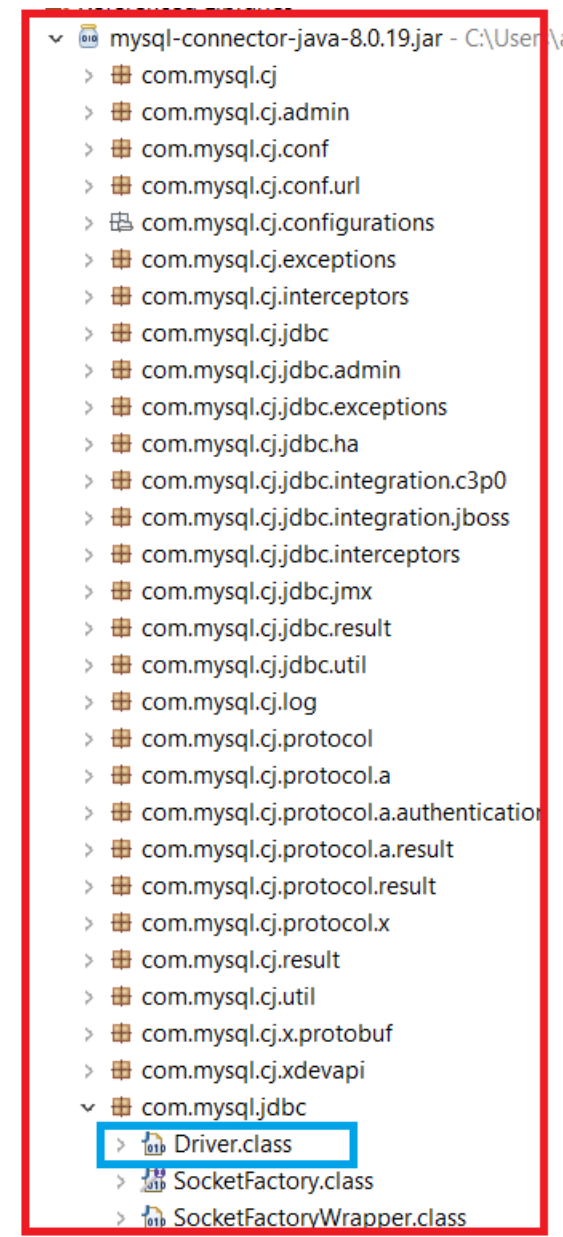 mysql-connector-java-8.0.19.jar - C:\User
com.mysql.cj
com.mysql.cj.admin
com.mysql.cj.conf
com.mysql.cj.conf.url
com.mysql.cj.configurations
com.mysql.cj.exceptions
com.mysql.cj.interceptors
com.mysql.cj.jdbc
com.mysql.cj.jdbc.admin
com.mysql.cj.jdbc.exceptions
com.mysql.cj.jdbc.ha
com.mysql.cj.jdbc.integration.c3p0
com.mysql.cj.jdbc.integration.jboss
com.mysql.cj.jdbc.interceptors
com.mysql.cj.jdbc.jmx
com.mysql.cj.jdbc.result
com.mysql.cj.jdbc.util
com.mysql.cj.log
com.mysql.cj.protocol
com.mysql.cj.protocol.a
com.mysql.cj.protocol.a.authentication
com.mysql.cj.protocol.a.result
com.mysql.cj.protocol.result
com.mysql.cj.protocol.x
com.mysql.cj.result
com.mysql.cj.util
com.mysql.cj.x.protobuf
com.mysql.cj.xdevapi
com.mysql.jdbc
Driver.class
SocketFactory.class
SocketFactoryWrapper.class